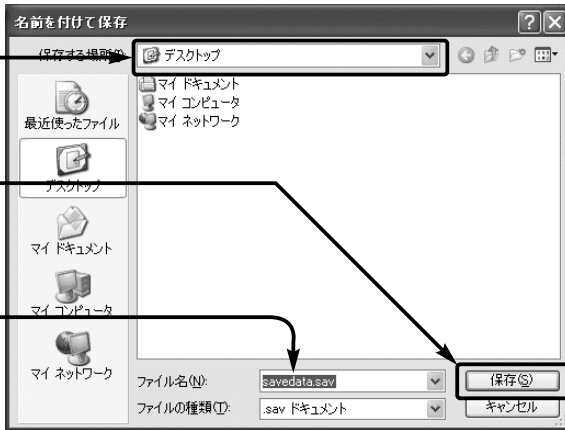 名前を付けて保存
保存する場所(I):
デスクトップ
マイ ドキュメント
マイ コンピュータ
マイ ネットワーク
最近使ったファイル
デスクトップ
マイ ドキュメント
マイ コンピュータ
マイ ネットワーク
ファイル名(N):
savedata.sav
保存(S)
ファイルの種類(T):
.sav ドキュメント
キャンセル